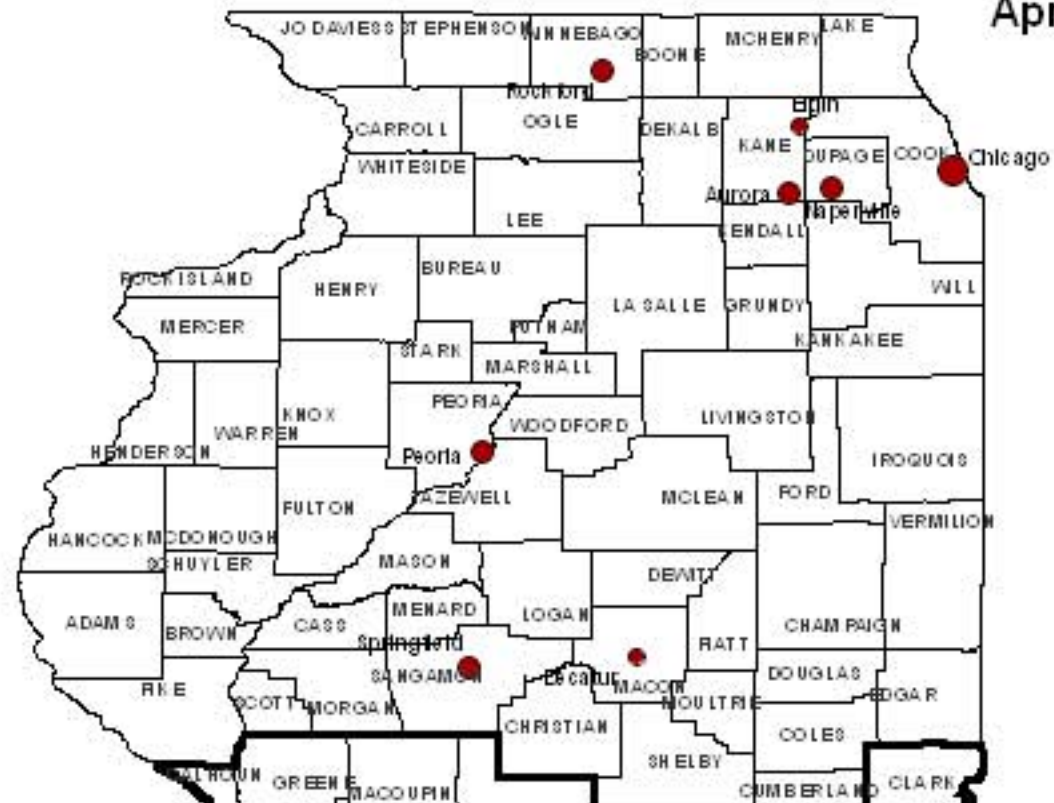 Apr
JO DAVIESS
STEPHENSON
WINNEBAGO
BOONE
MCHENRY
LAKE
Rockford
Elgin
CARROLL
OGLE
DEKALB
KANE
DUPAGE
COOK
Chicago
WHITESIDE
LEE
Aurora
Naperville
KENDALL
ROCK ISLAND
HENRY
BUREAU
LA SALLE
GRUNDY
WILL
MERCER
PUTNAM
KANKAKEE
STARK
MARSHALL
KNOX
PEORIA
WOODFORD
LIVINGSTON
WARREN
HENDERSON
Peoria
IROQUOIS
FULTON
TAZEWELL
MCLEAN
FORD
VERMILION
HANCOCK
MCDONOUGH
SCHUYLER
MASON
DEWITT
ADAMS
BROWN
CASS
MENARD
LOGAN
CHAMPAIGN
Springfield
PIATT
PIKE
SANGAMON
Decatur
MACON
DOUGLAS
EDGAR
SCOTT
MORGAN
MOULTRIE
CHRISTIAN
COLES
SHELBY
CALHOUN
GREENE
MACOUPIN
CUMBERLAND
CLARK